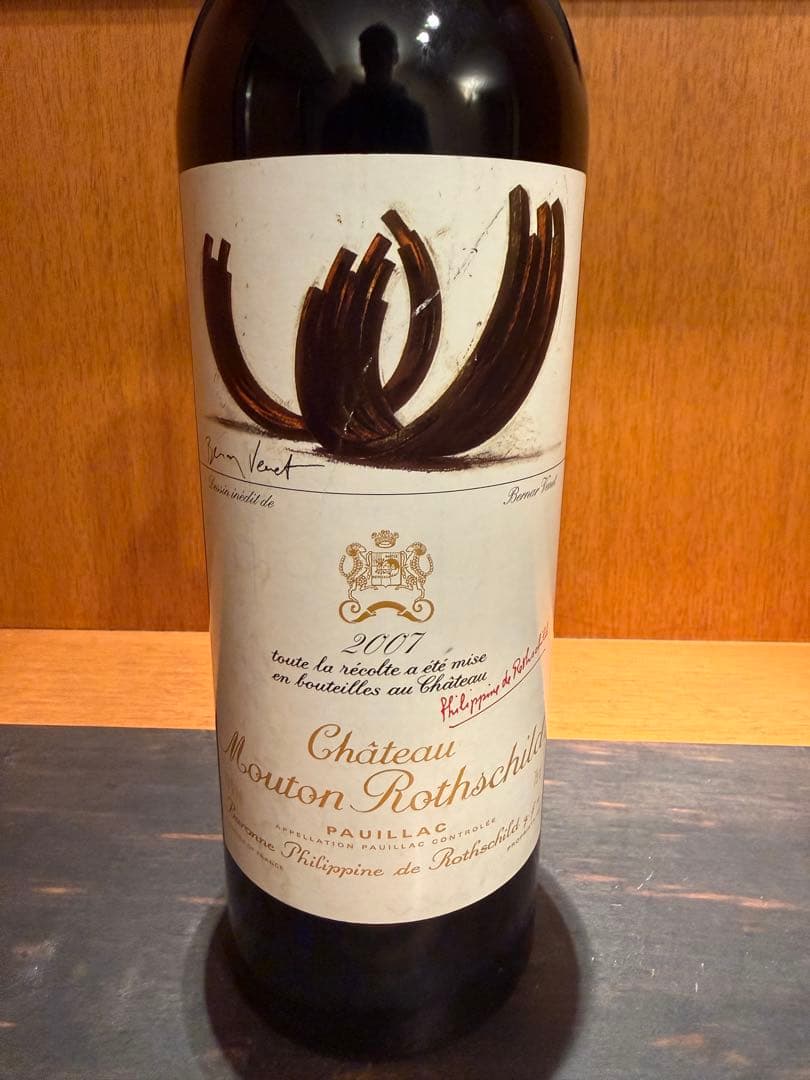 Bernar Venet
Dessin inédit de
Bernar Venet
2007
toute la récolte a été mise
en bouteilles au Château
Philippine de Rothschild
Château
Mouton Rothschild
PAUILLAC
APPELLATION PAUILLAC CONTROLÉE
Baronne Philippine de Rothschild
FRANCE